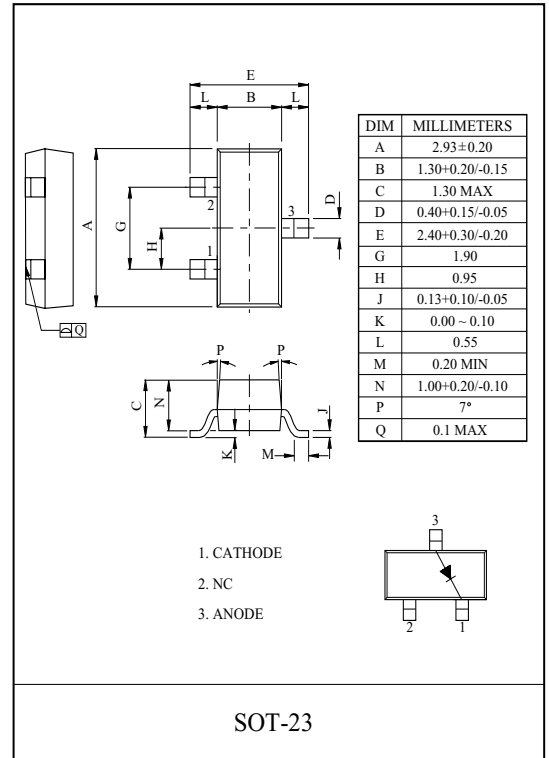 E
L B L
A
G
H
2
1
3
D
Q
DIM MILLIMETERS
A 2.93±0.20
B 1.30+0.20/-0.15
C 1.30 MAX
D 0.40+0.15/-0.05
E 2.40+0.30/-0.20
G 1.90
H 0.95
J 0.13+0.10/-0.05
K 0.00 ~ 0.10
L 0.55
M 0.20 MIN
N 1.00+0.20/-0.10
P 7°
Q 0.1 MAX
P P
C
N
K
M
J
1. CATHODE
2. NC
3. ANODE
3
2 1
SOT-23